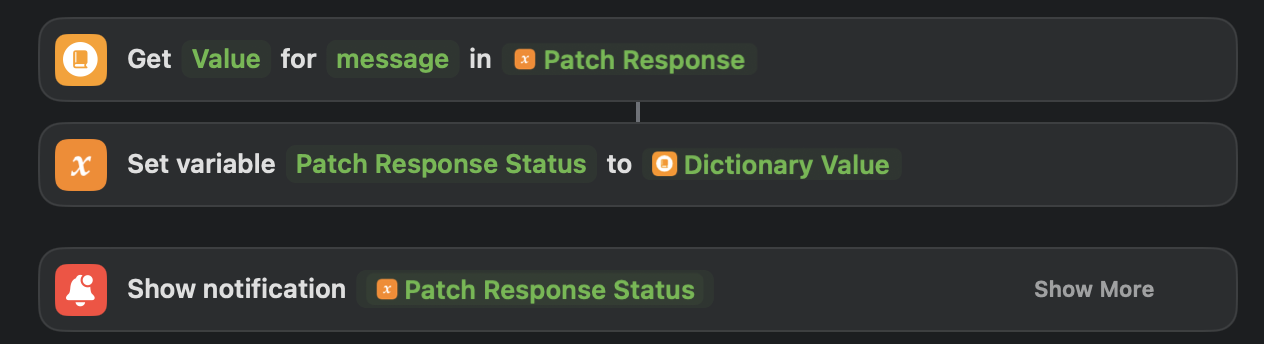 Get Value for message in x Patch Response
x Set variable Patch Response Status to Dictionary Value
Show notification x Patch Response Status Show More